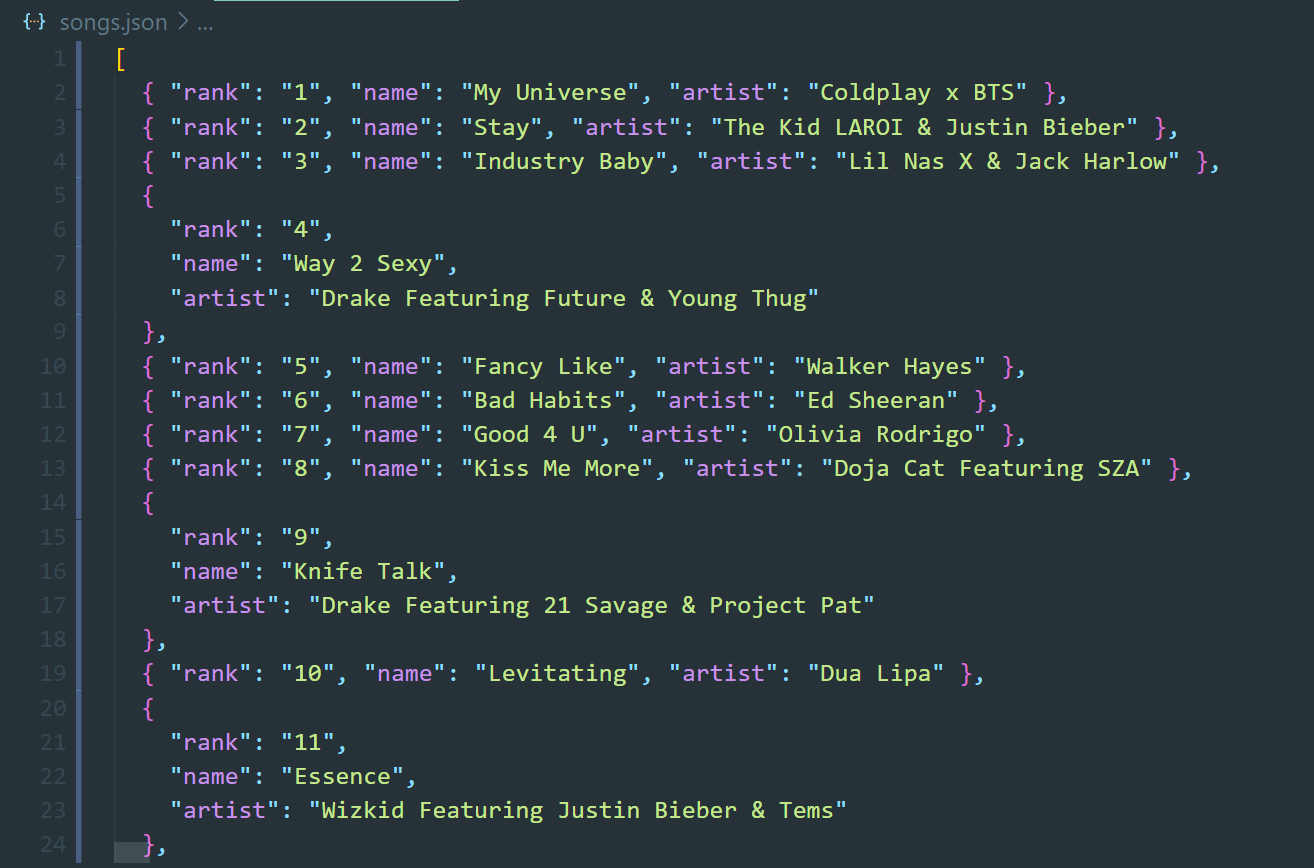 {...} songs.json > ...
1 [
2 { "rank": "1", "name": "My Universe", "artist": "Coldplay x BTS" },
3 { "rank": "2", "name": "Stay", "artist": "The Kid LAROI & Justin Bieber" },
4 { "rank": "3", "name": "Industry Baby", "artist": "Lil Nas X & Jack Harlow" },
5 {
6 "rank": "4",
7 "name": "Way 2 Sexy",
8 "artist": "Drake Featuring Future & Young Thug"
9 },
10 { "rank": "5", "name": "Fancy Like", "artist": "Walker Hayes" },
11 { "rank": "6", "name": "Bad Habits", "artist": "Ed Sheeran" },
12 { "rank": "7", "name": "Good 4 U", "artist": "Olivia Rodrigo" },
13 { "rank": "8", "name": "Kiss Me More", "artist": "Doja Cat Featuring SZA" },
14 {
15 "rank": "9",
16 "name": "Knife Talk",
17 "artist": "Drake Featuring 21 Savage & Project Pat"
18 },
19 { "rank": "10", "name": "Levitating", "artist": "Dua Lipa" },
20 {
21 "rank": "11",
22 "name": "Essence",
23 "artist": "Wizkid Featuring Justin Bieber & Tems"
24 },